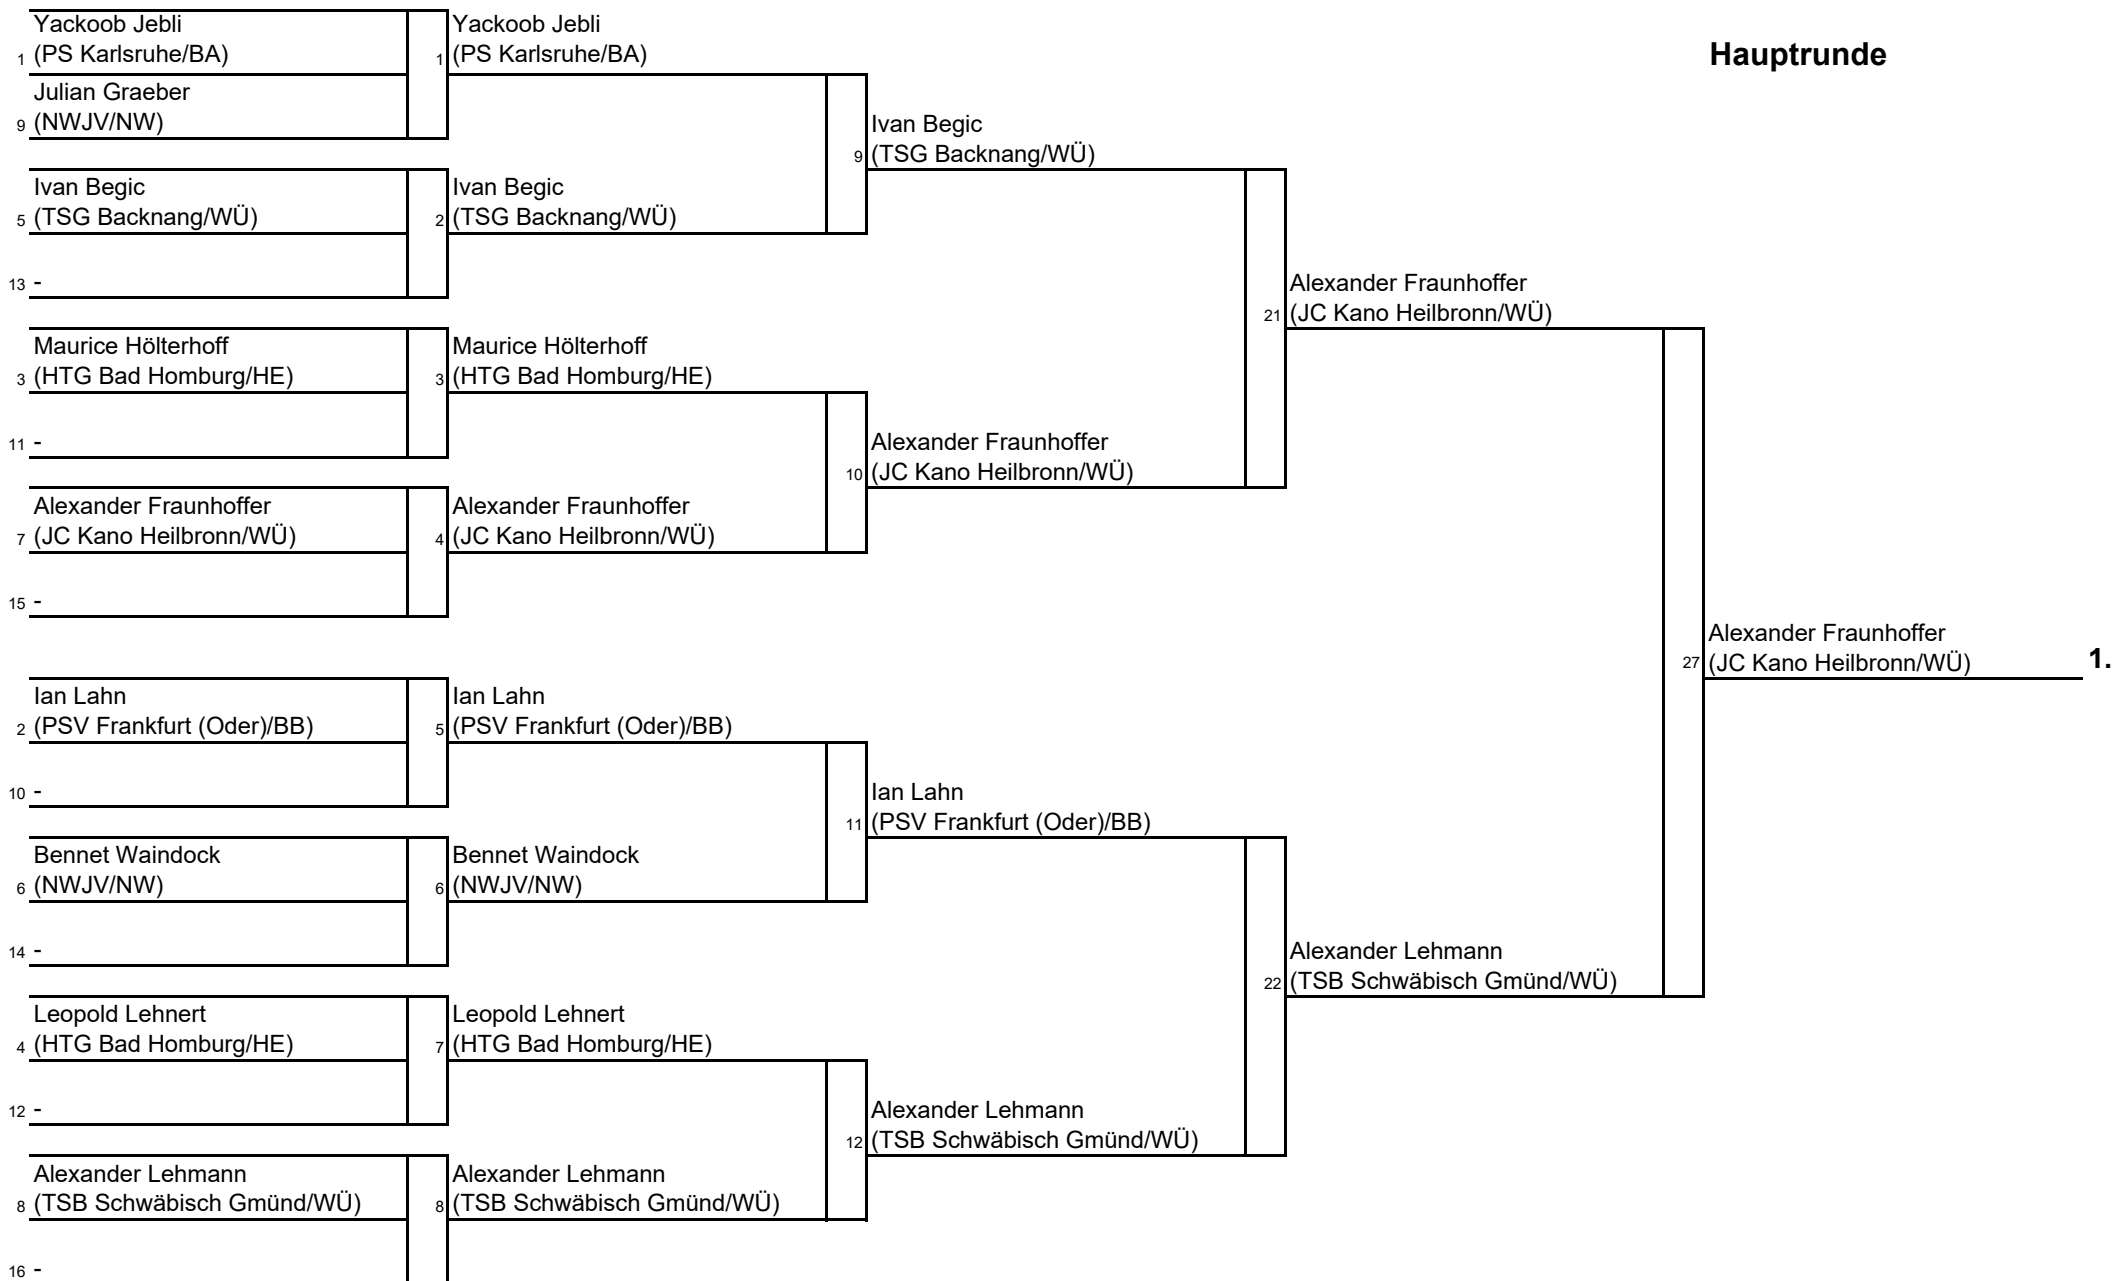 Hauptrunde
Yackoob Jebli
1 (PS Karlsruhe/BA)
Julian Graeber
9 (NWJV/NW)
Ivan Begic
5 (TSG Backnang/WÜ)
13 -
Maurice Hölterhoff
3 (HTG Bad Homburg/HE)
11 -
Alexander Fraunhoffer
7 (JC Kano Heilbronn/WÜ)
15 -
Ian Lahn
2 (PSV Frankfurt (Oder)/BB)
10 -
Bennet Waindock
6 (NWJV/NW)
14 -
Leopold Lehnert
4 (HTG Bad Homburg/HE)
12 -
Alexander Lehmann
8 (TSB Schwäbisch Gmünd/WÜ)
16 -
Yackoob Jebli
1 (PS Karlsruhe/BA)
Ivan Begic
2 (TSG Backnang/WÜ)
Maurice Hölterhoff
3 (HTG Bad Homburg/HE)
Alexander Fraunhoffer
4 (JC Kano Heilbronn/WÜ)
Ian Lahn
5 (PSV Frankfurt (Oder)/BB)
Bennet Waindock
6 (NWJV/NW)
Leopold Lehnert
7 (HTG Bad Homburg/HE)
Alexander Lehmann
8 (TSB Schwäbisch Gmünd/WÜ)
Ivan Begic
9 (TSG Backnang/WÜ)
Alexander Fraunhoffer
10 (JC Kano Heilbronn/WÜ)
Ian Lahn
11 (PSV Frankfurt (Oder)/BB)
Alexander Lehmann
12 (TSB Schwäbisch Gmünd/WÜ)
Alexander Fraunhoffer
21 (JC Kano Heilbronn/WÜ)
Alexander Lehmann
22 (TSB Schwäbisch Gmünd/WÜ)
Alexander Fraunhoffer
27 (JC Kano Heilbronn/WÜ) 1.